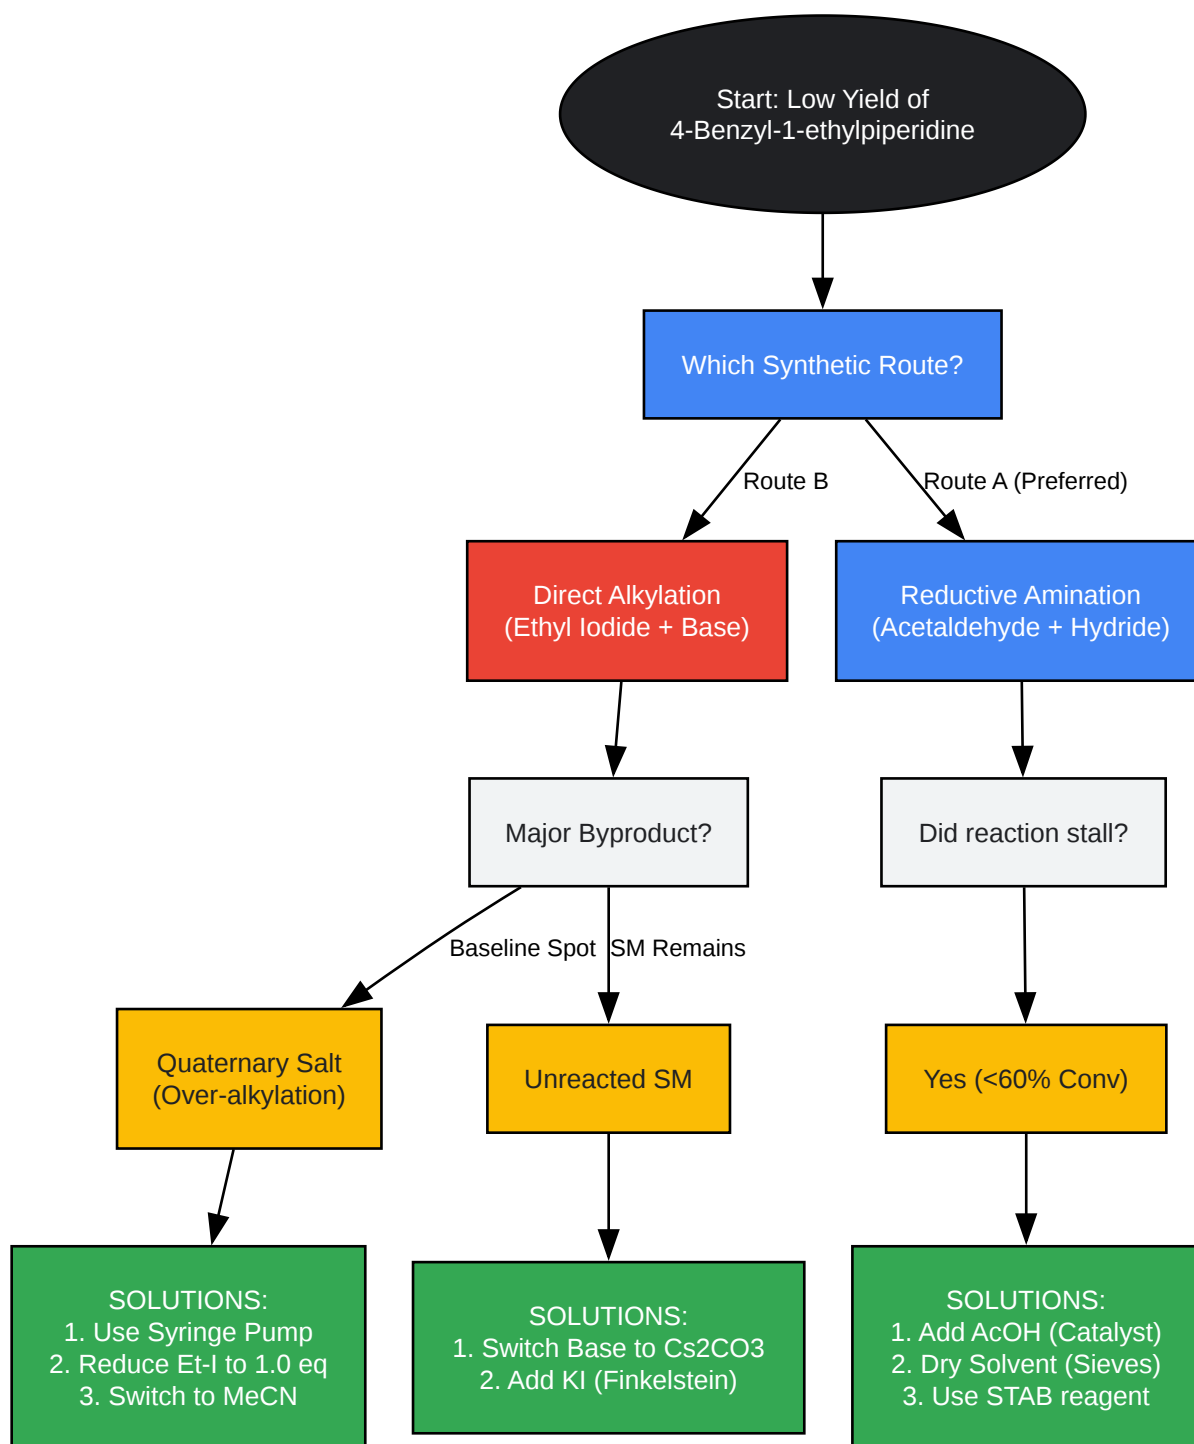 Start: Low Yield of
4-Benzyl-1-ethylpiperidine
Which Synthetic Route?
Route B
Route A (Preferred)
Direct Alkylation
(Ethyl Iodide + Base)
Reductive Amination
(Acetaldehyde + Hydride)
Major Byproduct?
Did reaction stall?
Baseline Spot
SM Remains
Quaternary Salt
(Over-alkylation)
Unreacted SM
Yes (<60% Conv)
SOLUTIONS:
1. Use Syringe Pump
2. Reduce Et-I to 1.0 eq
3. Switch to MeCN
SOLUTIONS:
1. Switch Base to Cs2CO3
2. Add KI (Finkelstein)
SOLUTIONS:
1. Add AcOH (Catalyst)
2. Dry Solvent (Sieves)
3. Use STAB reagent